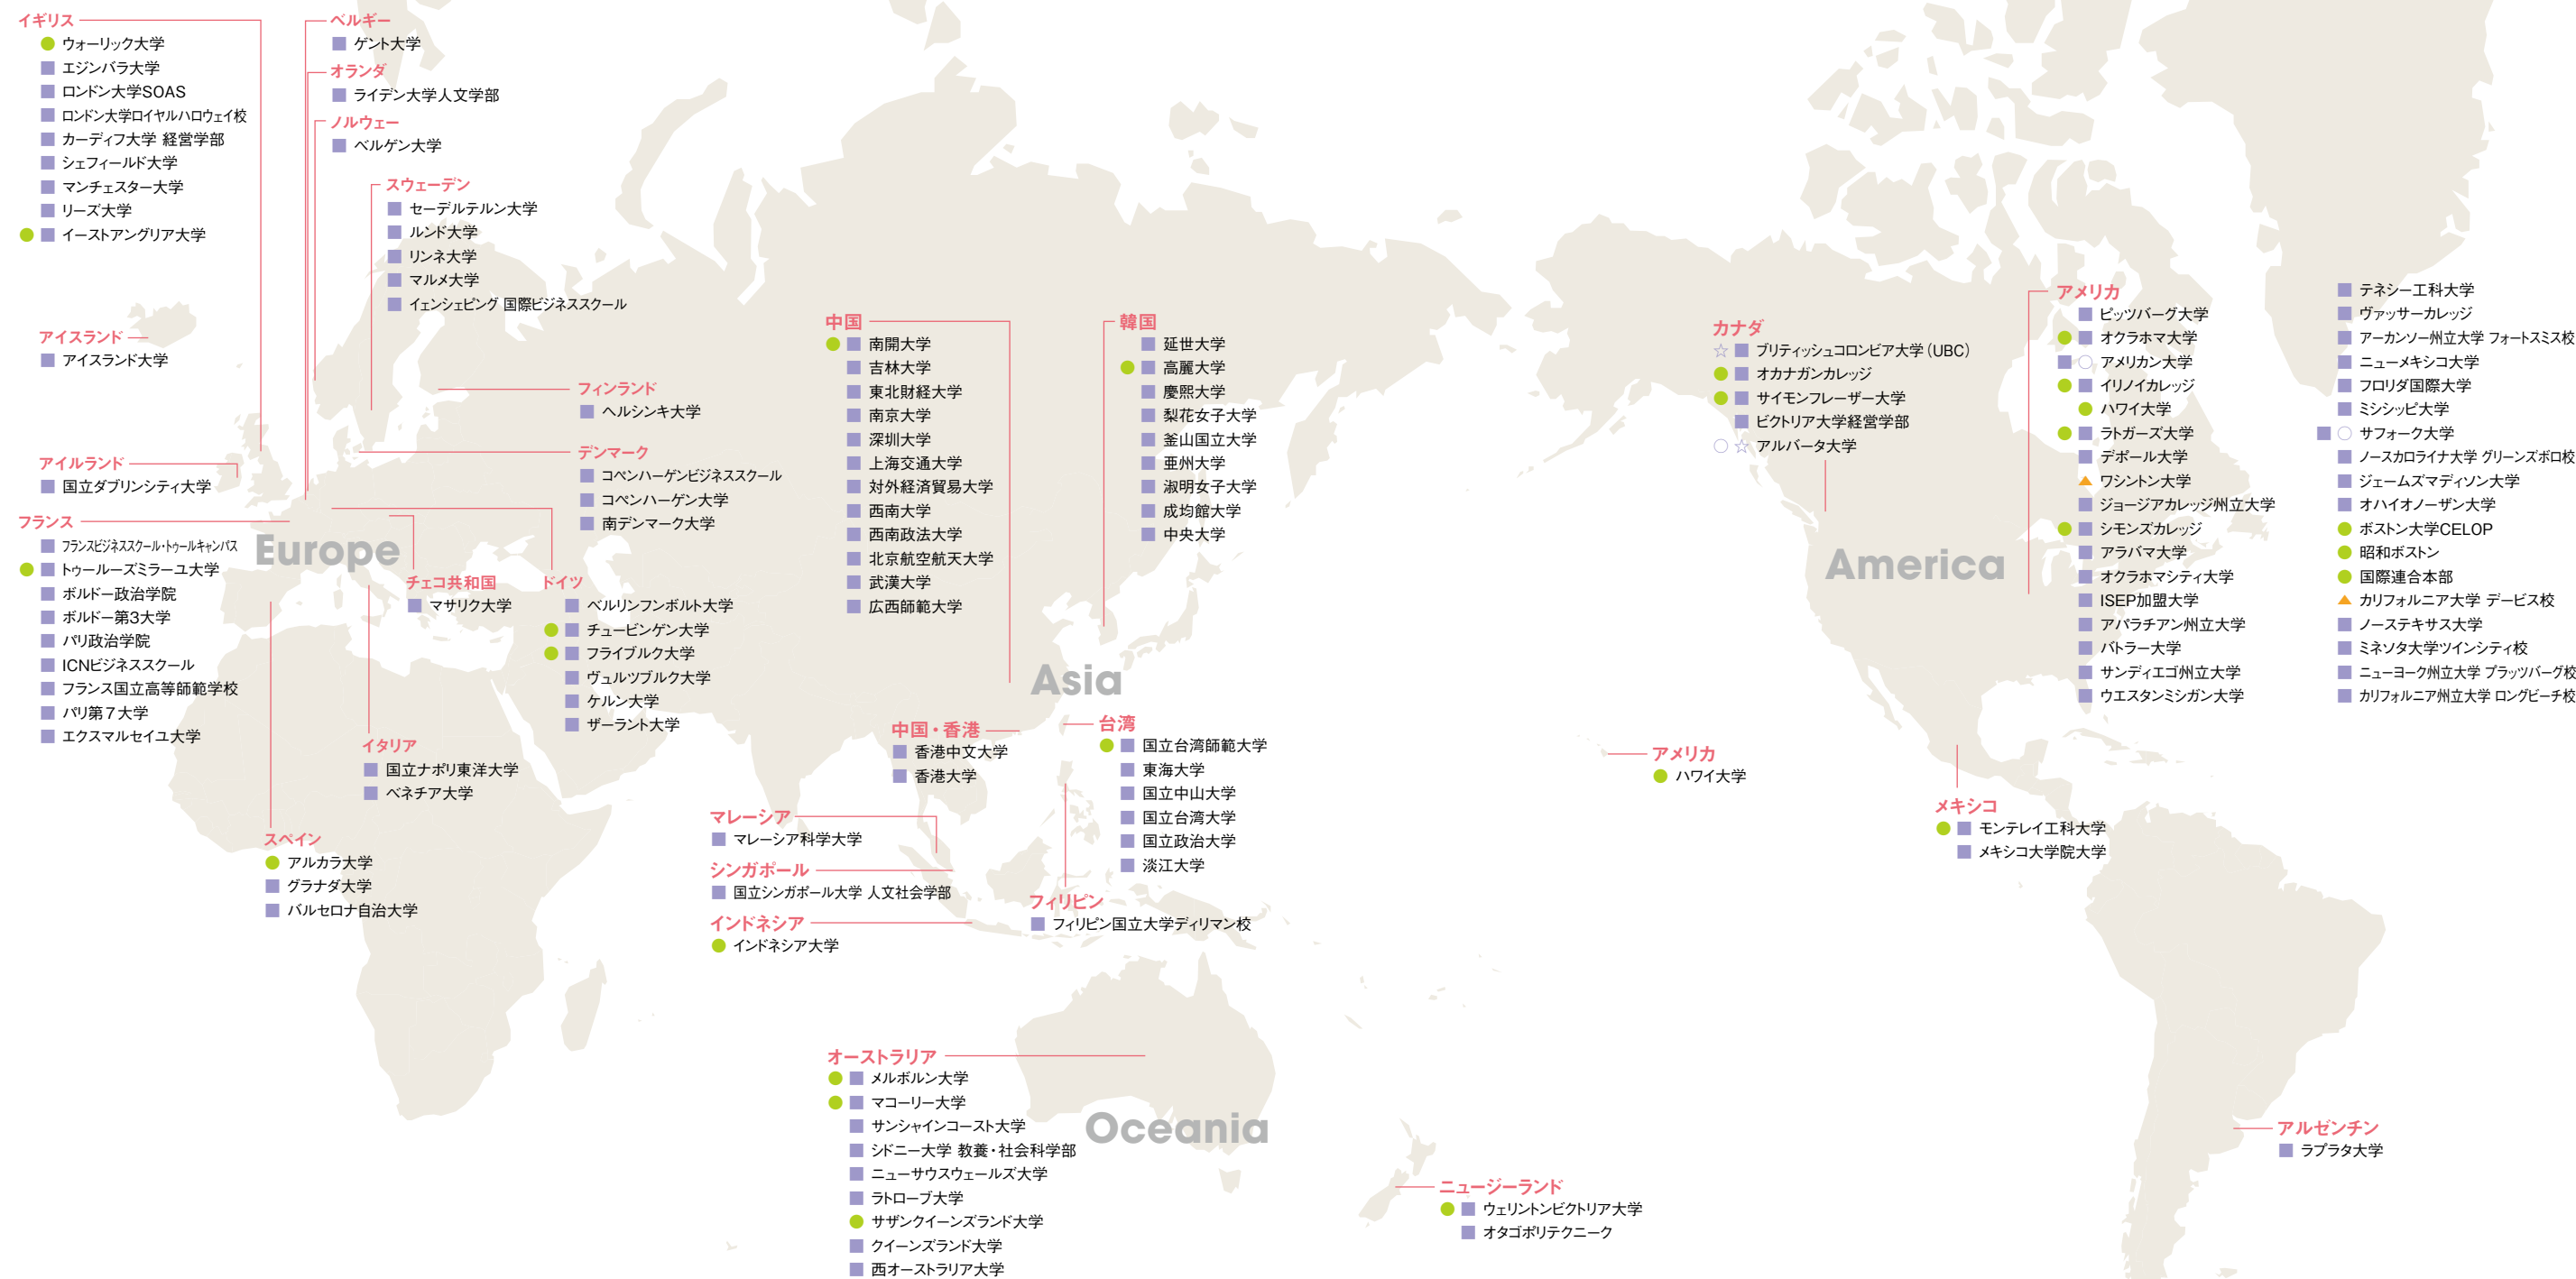 イギリス
ウォーリック大学
エジンバラ大学
ロンドン大学SOAS
ロンドン大学ロイヤルハロウェイ校
カーディフ大学 経営学部
シェフィールド大学
マンチェスター大学
リーズ大学
イーストアングリア大学
ベルギー
ゲント大学
オランダ
ライデン大学人文学部
ノルウェー
ベルゲン大学
スウェーデン
セーデルテルン大学
ルンド大学
リンネ大学
マルメ大学
イェンシェピング 国際ビジネススクール
アイスランド
アイスランド大学
フィンランド
ヘルシンキ大学
アイルランド
国立ダブリンシティ大学
デンマーク
コペンハーゲンビジネススクール
コペンハーゲン大学
南デンマーク大学
フランス
フランスビジネススクール・トゥールキャンパス
トゥールーズミラーユ大学
ボルドー政治学院
ボルドー第3大学
パリ政治学院
ICNビジネススクール
フランス国立高等師範学校
パリ第7大学
エクスマルセイユ大学
Europe
チェコ共和国
マサリク大学
ドイツ
ベルリンフンボルト大学
チュービンゲン大学
フライブルク大学
ヴュルツブルク大学
ケルン大学
ザーラント大学
イタリア
国立ナポリ東洋大学
ベネチア大学
スペイン
アルカラ大学
グラナダ大学
バルセロナ自治大学
中国
南開大学
吉林大学
東北財経大学
南京大学
深圳大学
上海交通大学
対外経済貿易大学
西南大学
西南政法大学
北京航空航天大学
武漢大学
広西師範大学
韓国
延世大学
高麗大学
慶熙大学
梨花女子大学
釜山国立大学
亜州大学
淑明女子大学
成均館大学
中央大学
Asia
中国・香港
香港中文大学
香港大学
台湾
国立台湾師範大学
東海大学
国立中山大学
国立台湾大学
国立政治大学
淡江大学
マレーシア
マレーシア科学大学
シンガポール
国立シンガポール大学 人文社会学部
インドネシア
インドネシア大学
フィリピン
フィリピン国立大学ディリマン校
オーストラリア
メルボルン大学
マコーリー大学
サンシャインコースト大学
シドニー大学 教養・社会科学部
ニューサウスウェールズ大学
ラトローブ大学
サザンクイーンズランド大学
クイーンズランド大学
西オーストラリア大学
Oceania
ニュージーランド
ウェリントンビクトリア大学
オタゴポリテクニーク
カナダ
☆ ブリティッシュコロンビア大学（UBC）
オカナガンカレッジ
サイモンフレーザー大学
ビクトリア大学経営学部
○☆ アルバータ大学
America
アメリカ
ハワイ大学
アメリカ
ピッツバーグ大学
オクラホマ大学
アメリカン大学
イリノイカレッジ
ハワイ大学
ラトガーズ大学
デポール大学
ワシントン大学
ジョージアカレッジ州立大学
シモンズカレッジ
アラバマ大学
オクラホマシティ大学
ISEP加盟大学
アパラチアン州立大学
バトラー大学
サンディエゴ州立大学
ウエスタンミシガン大学
テネシー工科大学
ヴァッサーカレッジ
アーカンソー州立大学 フォートスミス校
ニューメキシコ大学
フロリダ国際大学
ミシシッピ大学
サフォーク大学
ノースカロライナ大学 グリーンズボロ校
ジェームズマディソン大学
オハイオノーザン大学
ボストン大学CELOP
昭和ボストン
国際連合本部
カリフォルニア大学 デービス校
ノーステキサス大学
ミネソタ大学ツインシティ校
ニューヨーク州立大学 プラッツバーグ校
カリフォルニア州立大学 ロングビーチ校
メキシコ
モンテレイ工科大学
メキシコ大学院大学
アルゼンチン
ラプラタ大学